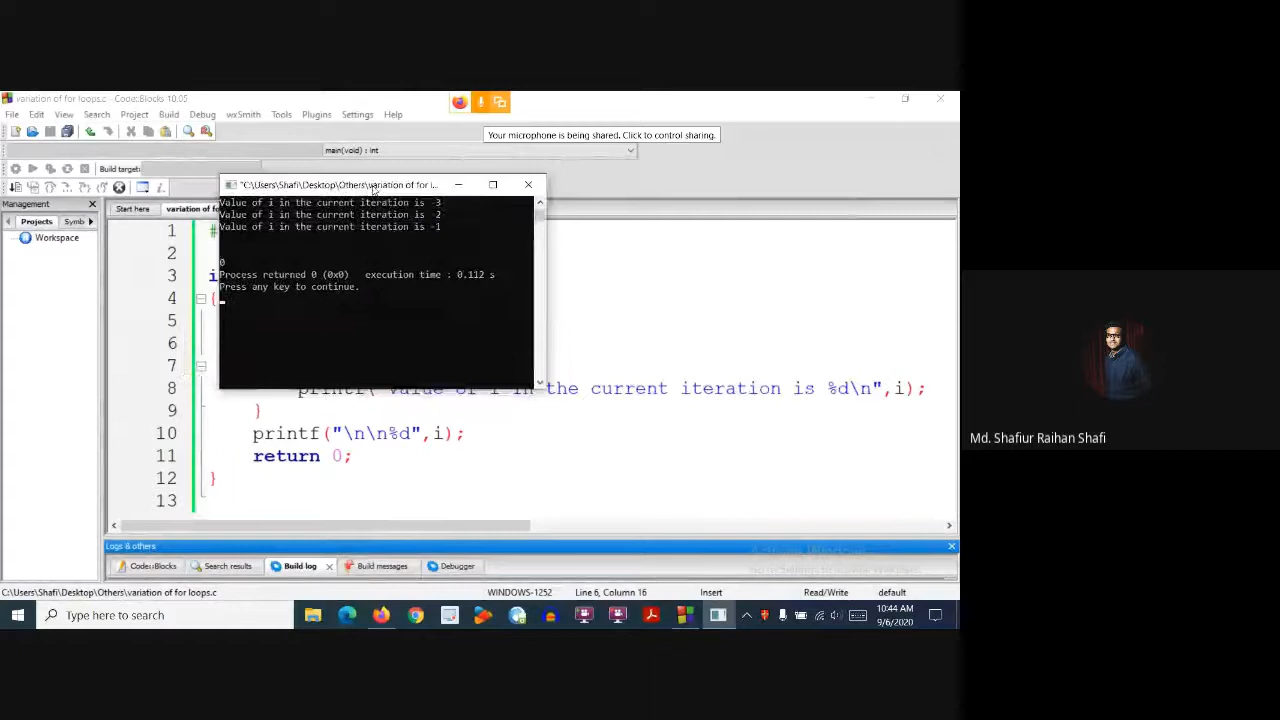 variation of for loops.c - Code::Blocks 10.05
File Edit View Search Project Build Debug wxSmith Tools Plugins Settings Help
Your microphone is being shared. Click to control sharing.
main(void) : int
Build target:
"C:\Users\Shafi\Desktop\Others\variation of for i...
Management
Projects Symb
Workspace
Start here variation of
Value of i in the current iteration is -3
Value of i in the current iteration is -2
Value of i in the current iteration is -1
0
Process returned 0 (0x0) execution time : 0.112 s
Press any key to continue.
1 #
2
3 i
4 {
5
6
7
8 printf("Value of i in the current iteration is %d\n",i);
9 }
10 printf("\n\n%d",i);
11 return 0;
12 }
13
Md. Shafiur Raihan Shafi
Logs & others
Code::Blocks Search results Build log Build messages Debugger
C:\Users\Shafi\Desktop\Others\variation of for loops.c WINDOWS-1252 Line 6, Column 16 Insert Read/Write default
Type here to search
10:44 AM
9/6/2020